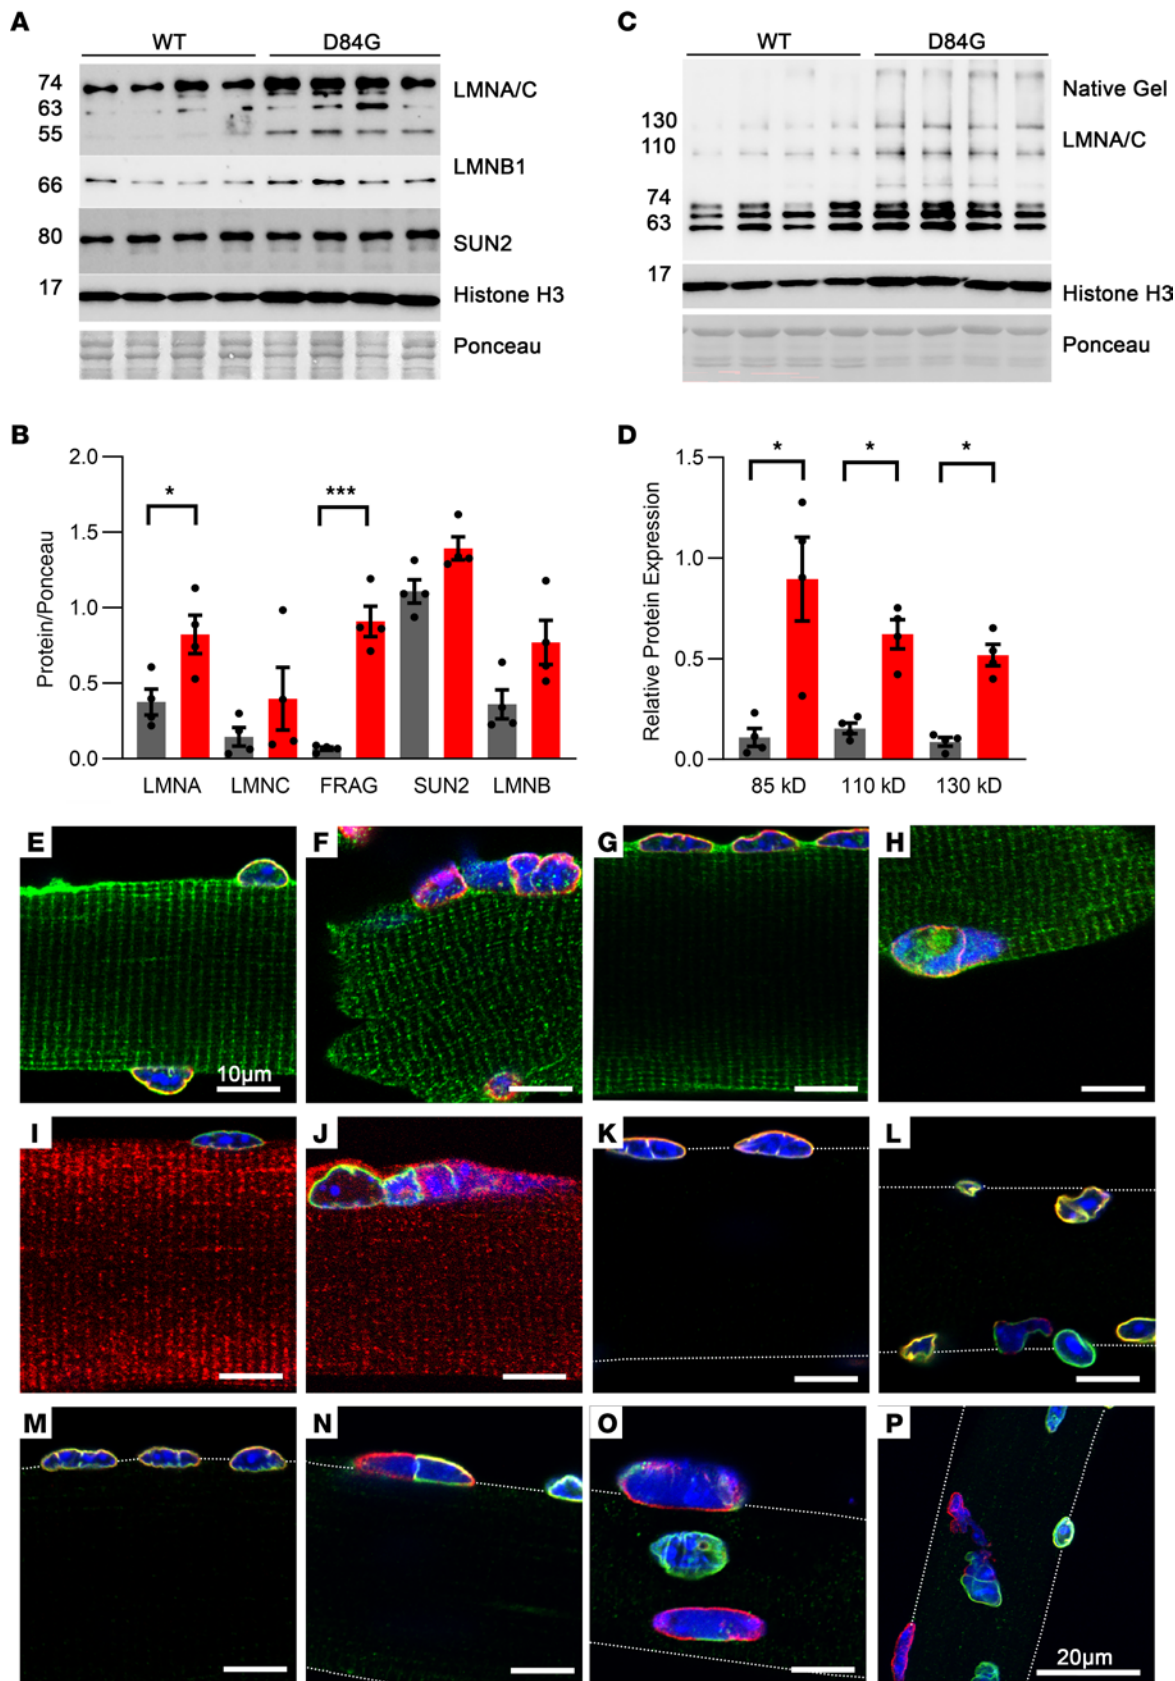 A
WT D84G
74
63
55
LMNA/C
66
LMNB1
80
SUN2
17
Histone H3
Ponceau
C
WT D84G
Native Gel
130
110
LMNA/C
74
63
17
Histone H3
Ponceau
B
Protein/Ponceau
2.0
1.5
1.0
0.5
0.0
* ***
LMNA LMNC FRAG SUN2 LMNB
D
Relative Protein Expression
1.5
1.0
0.5
0.0
* * *
85 kD 110 kD 130 kD
E F G H
10µm
I J K L
M N O P
20µm